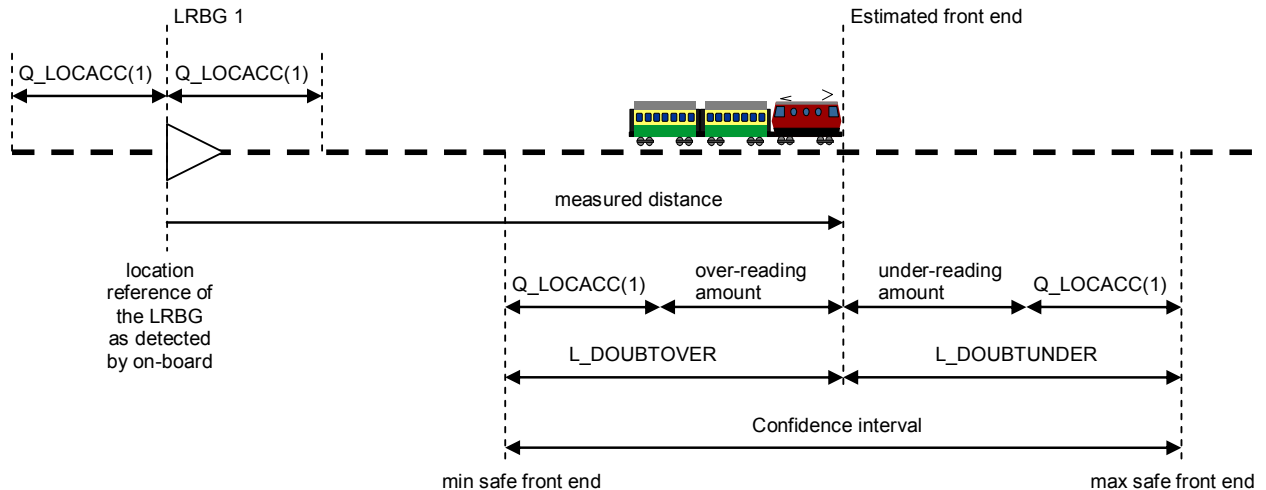 LRBG 1
Estimated front end
Q_LOCACC(1)
Q_LOCACC(1)
measured distance
location
reference of
the LRBG
as detected
by on-board
over-reading
amount
under-reading
amount
Q_LOCACC(1)
Q_LOCACC(1)
L_DOUBTOVER
L_DOUBTUNDER
Confidence interval
min safe front end
max safe front end